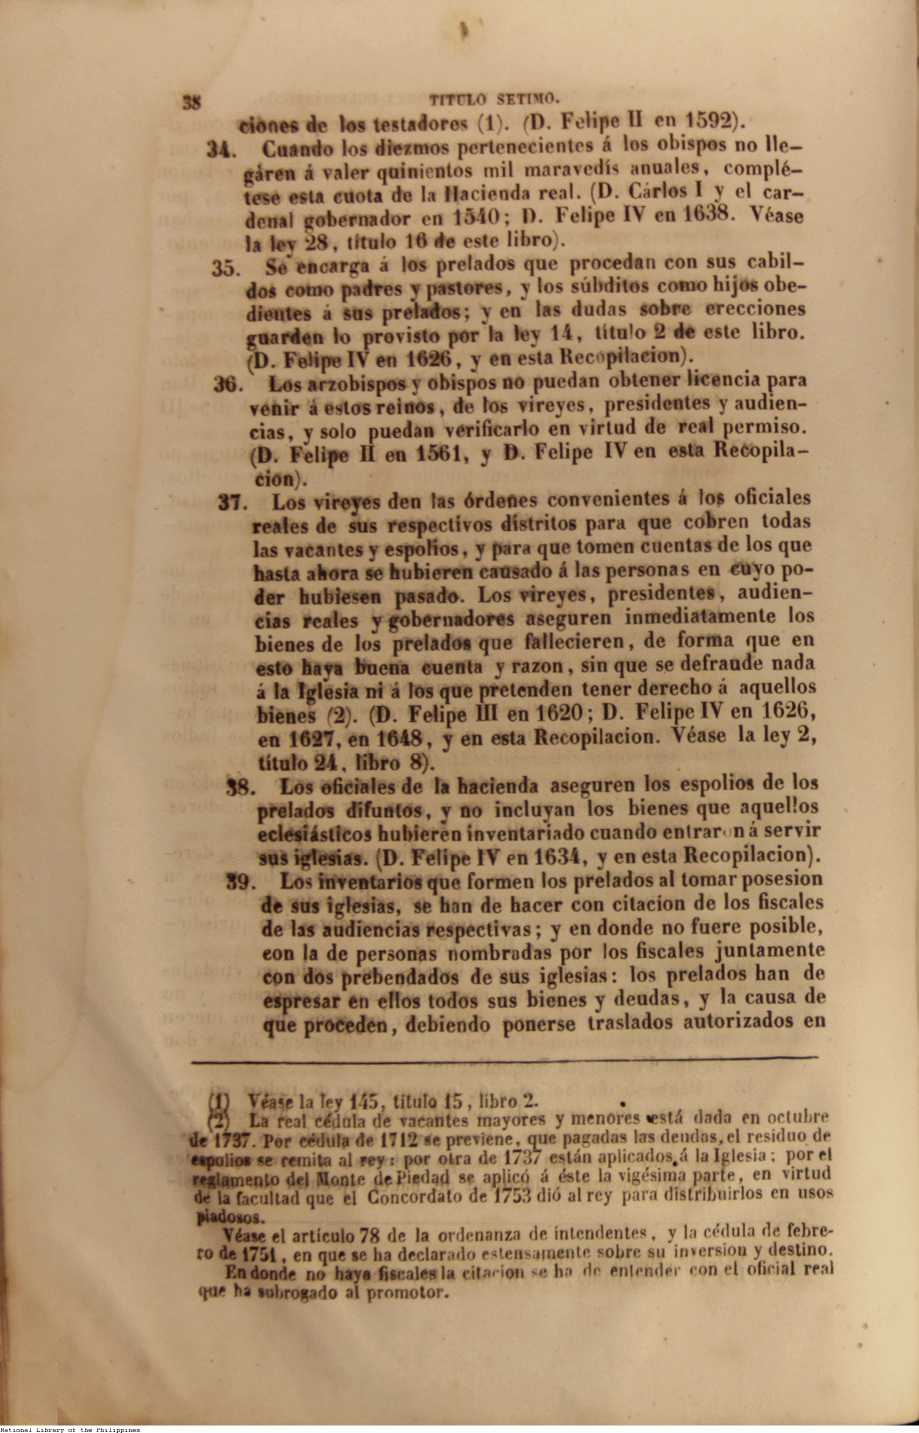 38
TITULO SETIMO.
ciones de los testadores (1). (D. Felipe II en 1592).
34. Cuando los diezmos pertenecientes á los obispos no lle-
gáren á valer quinientos mil maravedís anuales, complé-
tese esta cuota de la Hacienda real. (D. Cárlos I y el car-
denal gobernador en 1540; D. Felipe IV en 1638. Véase
la ley 28, título 16 de este libro).
35. Se encarga á los prelados que procedan con sus cabil-
dos como padres y pastores, y los súbditos como hijos obe-
dientes á sus prelados; y en las dudas sobre erecciones
guarden lo provisto por la ley 14, título 2 de este libro.
(D. Felipe IV en 1626, y en esta Recopilacion).
36. Los arzobispos y obispos no puedan obtener licencia para
venir á estos reinos, de los vireyes, presidentes y audien-
cias, y solo puedan verificarlo en virtud de real permiso.
(D. Felipe II en 1561, y D. Felipe IV en esta Recopila-
cion).
37. Los vireyes den las órdenes convenientes á los oficiales
reales de sus respectivos distritos para que cobren todas
las vacantes y espolios, y para que tomen cuentas de los que
hasta ahora se hubieren causado á las personas en cuyo po-
der hubiesen pasado. Los vireyes, presidentes, audien-
cias reales y gobernadores aseguren inmediatamente los
bienes de los prelados que fallecieren, de forma que en
esto haya buena cuenta y razon, sin que se defraude nada
á la Iglesia ni á los que pretenden tener derecho á aquellos
bienes (2). (D. Felipe III en 1620; D. Felipe IV en 1626,
en 1627, en 1648, y en esta Recopilacion. Véase la ley 2,
título 24, libro 8).
38. Los oficiales de la hacienda aseguren los espolios de los
prelados difuntos, y no incluyan los bienes que aquellos
eclesiásticos hubieren inventariado cuando entraron á servir
sus iglesias. (D. Felipe IV en 1634, y en esta Recopilacion).
39. Los inventarios que formen los prelados al tomar posesion
de sus iglesias, se han de hacer con citacion de los fiscales
de las audiencias respectivas; y en donde no fuere posible,
con la de personas nombradas por los fiscales juntamente
con dos prebendados de sus iglesias: los prelados han de
espresar en ellos todos sus bienes y deudas, y la causa de
que proceden, debiendo ponerse traslados autorizados en
(1) Véase la ley 145, título 15, libro 2.
(2) La real cédula de vacantes mayores y menores está dada en octubre
de 1737. Por cédula de 1712 se previene, que pagadas las deudas, el residuo de
espolios se remita al rey: por otra de 1737 están aplicados á la Iglesia; por el
reglamento del Monte de Piedad se aplicó á éste la vigésima parte, en virtud
de la facultad que el Concordato de 1753 dió al rey para distribuirlos en usos
piadosos.
Véase el artículo 78 de la ordenanza de intendentes, y la cédula de febre-
ro de 1751, en que se ha declarado estensamente sobre su inversion y destino.
En donde no haya fiscales la citacion se ha de entender con el oficial real
que ha subrogado al promotor.
National Library of the Philippines